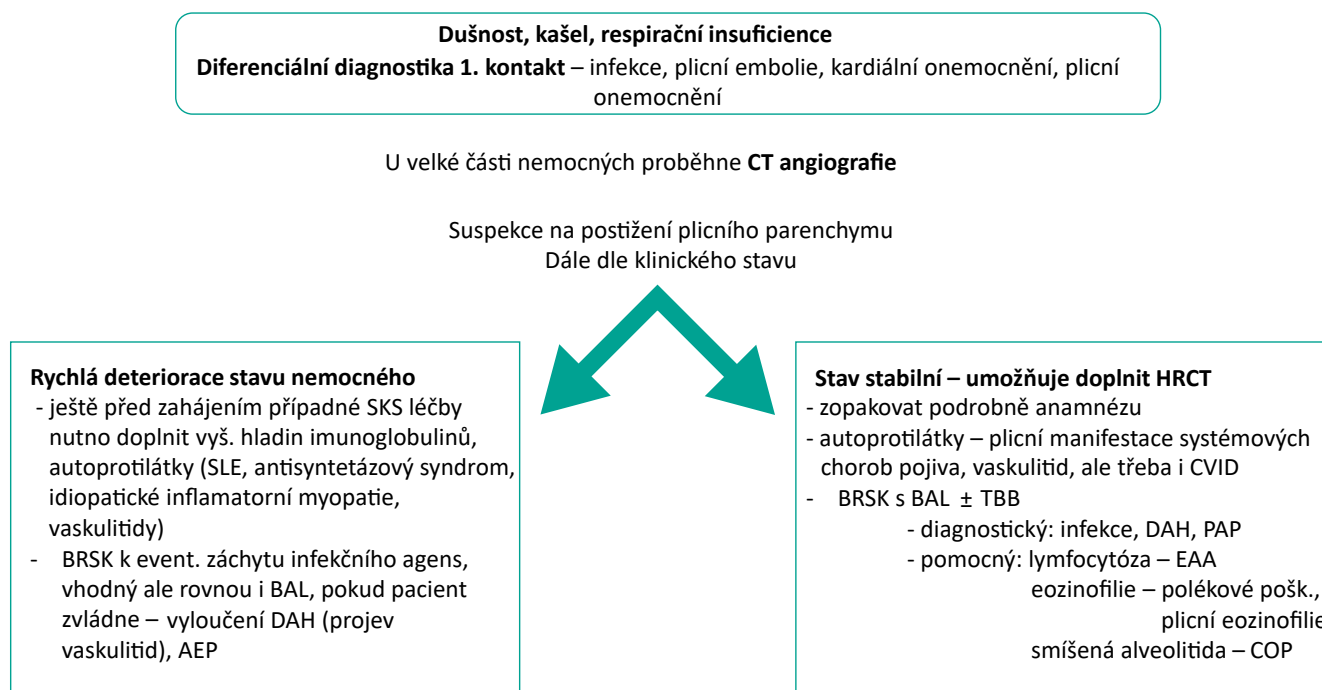 Dušnost, kašel, respirační insuficience
Diferenciální diagnostika 1. kontakt – infekce, plicní embolie, kardiální onemocnění, plicní
onemocnění
U velké části nemocných proběhne CT angiografie
Suspekce na postižení plicního parenchymu
Dále dle klinického stavu
Rychlá deteriorace stavu nemocného
- ještě před zahájením případné SKS léčby
nutno doplnit vyš. hladin imunoglobulinů,
autoprotilátky (SLE, antisyntetázový syndrom,
idiopatické inflamatorní myopatie,
vaskulitidy)
- BRSK k event. záchytu infekčního agens,
vhodný ale rovnou i BAL, pokud pacient
zvládne – vyloučení DAH (projev
vaskulitid), AEP
Stav stabilní – umožňuje doplnit HRCT
- zopakovat podrobně anamnézu
- autoprotilátky – plicní manifestace systémových
chorob pojiva, vaskulitid, ale třeba i CVID
- BRSK s BAL ± TBB
- diagnostický: infekce, DAH, PAP
- pomocný: lymfocytóza – EAA
eozinofilie – polékové pošk.,
plicní eozinofilie
smíšená alveolitida – COP